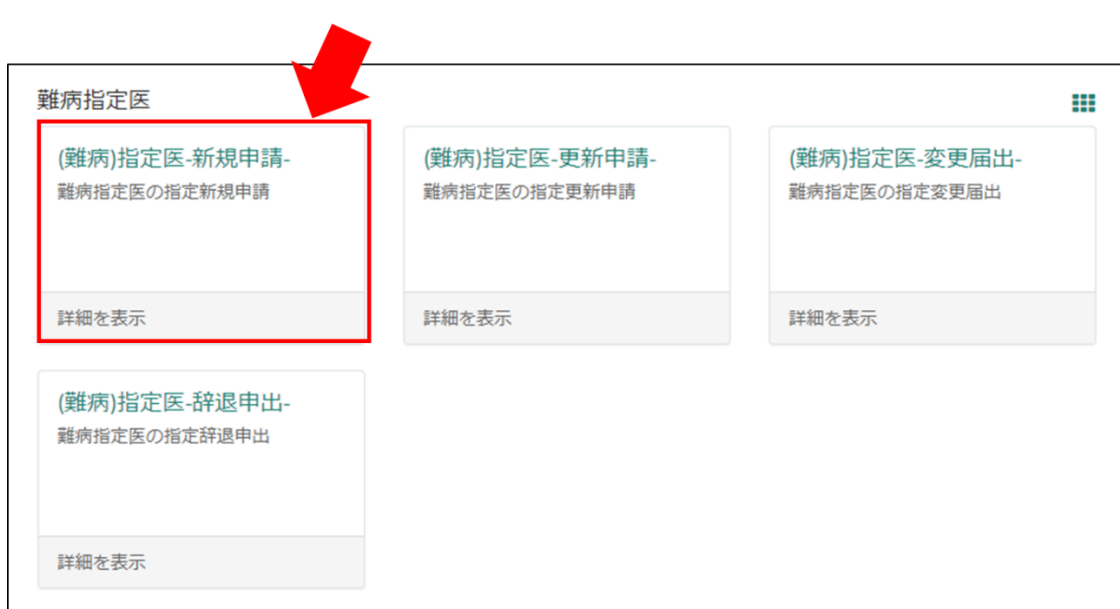 難病指定医
(難病)指定医-新規申請-
難病指定医の指定新規申請
詳細を表示
(難病)指定医-更新申請-
難病指定医の指定更新申請
詳細を表示
(難病)指定医-変更届出-
難病指定医の指定変更届出
詳細を表示
(難病)指定医-辞退申出-
難病指定医の指定辞退申出
詳細を表示